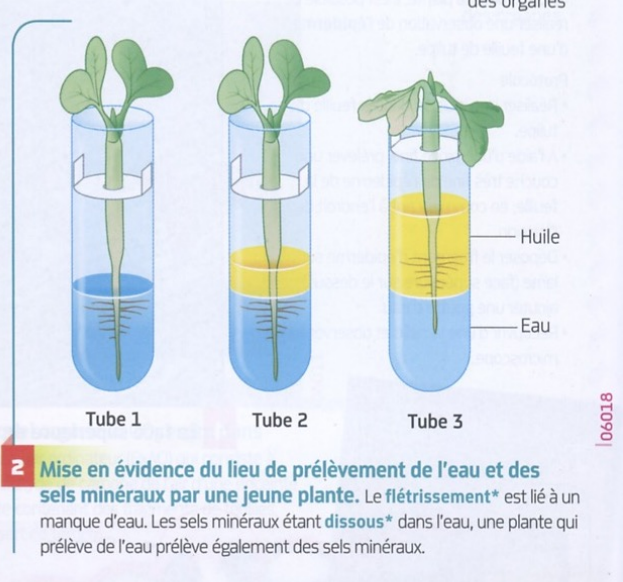 des organes
Huile
Eau
Tube 1
Tube 2
Tube 3
06018
2 Mise en évidence du lieu de prélèvement de l'eau et des
sels minéraux par une jeune plante. Le flétrissement* est lié à un
manque d'eau. Les sels minéraux étant dissous* dans l'eau, une plante qui
prélève de l'eau prélève également des sels minéraux.